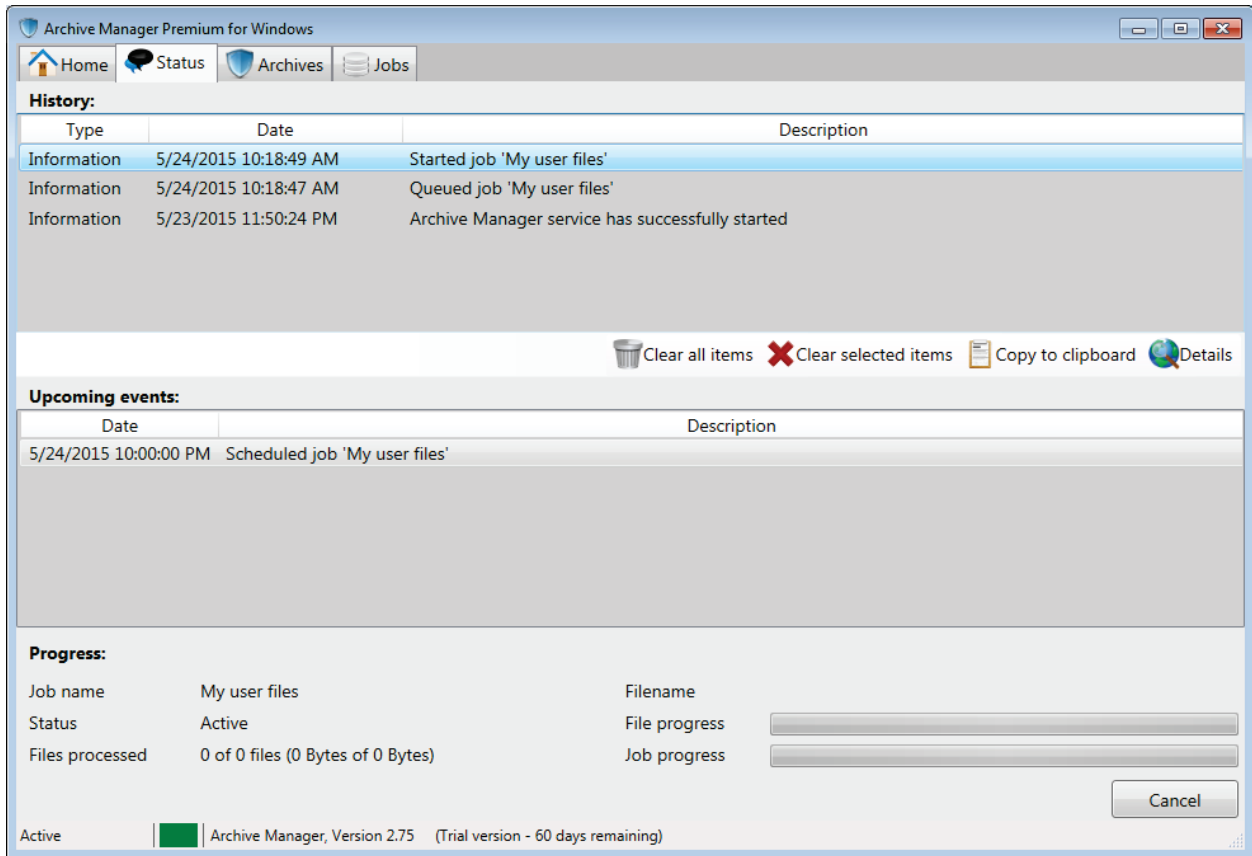 Archive Manager Premium for Windows
Home Status Archives Jobs
History:
Type Date Description
Information 5/24/2015 10:18:49 AM Started job 'My user files'
Information 5/24/2015 10:18:47 AM Queued job 'My user files'
Information 5/23/2015 11:50:24 PM Archive Manager service has successfully started
Clear all items Clear selected items Copy to clipboard Details
Upcoming events:
Date Description
5/24/2015 10:00:00 PM Scheduled job 'My user files'
Progress:
Job name My user files Filename
Status Active File progress
Files processed 0 of 0 files (0 Bytes of 0 Bytes) Job progress
Cancel
Active Archive Manager, Version 2.75 (Trial version - 60 days remaining)